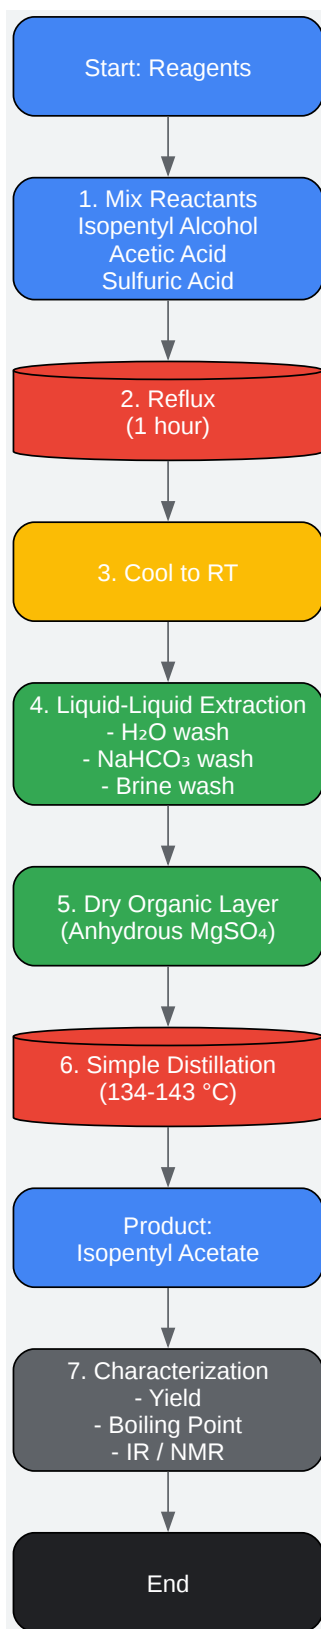 Start: Reagents
1. Mix Reactants
Isopentyl Alcohol
Acetic Acid
Sulfuric Acid
2. Reflux
(1 hour)
3. Cool to RT
4. Liquid-Liquid Extraction
- H₂O wash
- NaHCO₃ wash
- Brine wash
5. Dry Organic Layer
(Anhydrous MgSO₄)
6. Simple Distillation
(134-143 °C)
Product:
Isopentyl Acetate
7. Characterization
- Yield
- Boiling Point
- IR / NMR
End